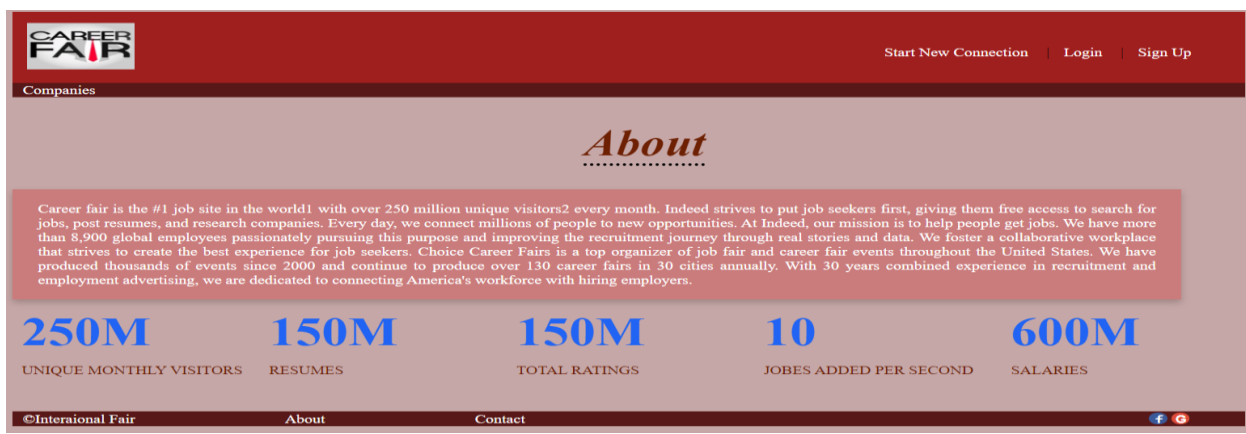 CAREER
FAIR
Start New Connection | Login | Sign Up
Companies
About
Career fair is the #1 job site in the world1 with over 250 million unique visitors2 every month. Indeed strives to put job seekers first, giving them free access to search for
jobs, post resumes, and research companies. Every day, we connect millions of people to new opportunities. At Indeed, our mission is to help people get jobs. We have more
than 8,900 global employees passionately pursuing this purpose and improving the recruitment journey through real stories and data. We foster a collaborative workplace
that strives to create the best experience for job seekers. Choice Career Fairs is a top organizer of job fair and career fair events throughout the United States. We have
produced thousands of events since 2000 and continue to produce over 130 career fairs in 30 cities annually. With 30 years combined experience in recruitment and
employment advertising, we are dedicated to connecting America's workforce with hiring employers.
250M 150M 150M 10 600M
UNIQUE MONTHLY VISITORS RESUMES TOTAL RATINGS JOBES ADDED PER SECOND SALARIES
©Interaional Fair About Contact f G